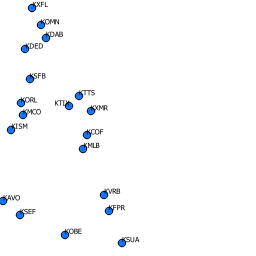 KXFL
KOMN
KDAB
KDED
KSFB
KTTS
KORL
KTIX
KXMR
KMCO
KISM
KCOF
KMLB
KVRB
KAVO
KFPR
KSEF
KOBE
KSUA